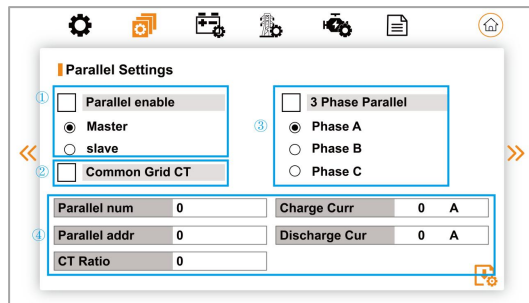 Parallel Settings
① Parallel enable
Master
slave
② Common Grid CT
③ 3 Phase Parallel
Phase A
Phase B
Phase C
④ Parallel num 0
Parallel addr 0
CT Ratio 0
Charge Curr 0 A
Discharge Cur 0 A